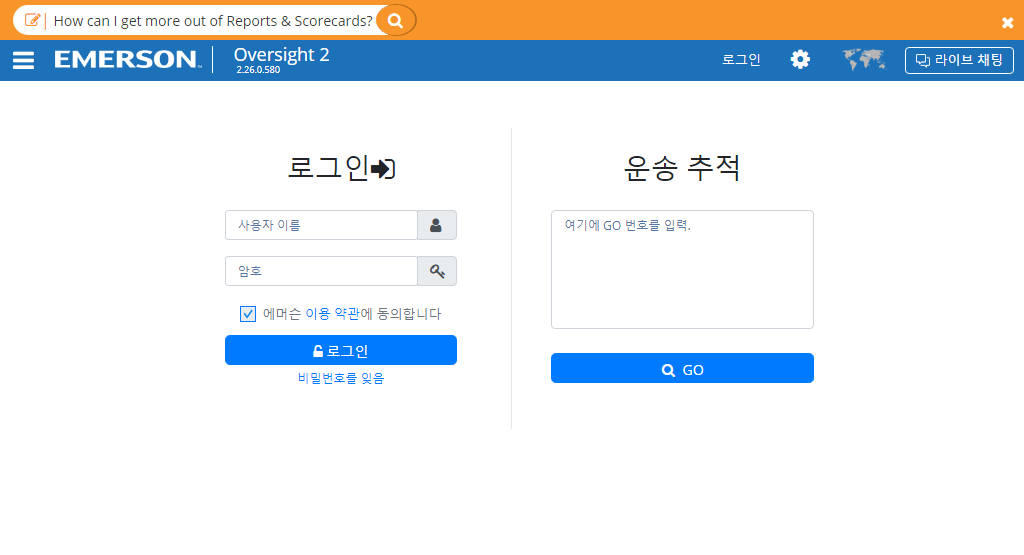 How can I get more out of Reports & Scorecards?
EMERSON™
Oversight 2
2.26.0.580
로그인
라이브 채팅
로그인
사용자 이름
암호
에머슨 이용 약관에 동의합니다
로그인
비밀번호를 잊음
운송 추적
여기에 GO 번호를 입력.
GO